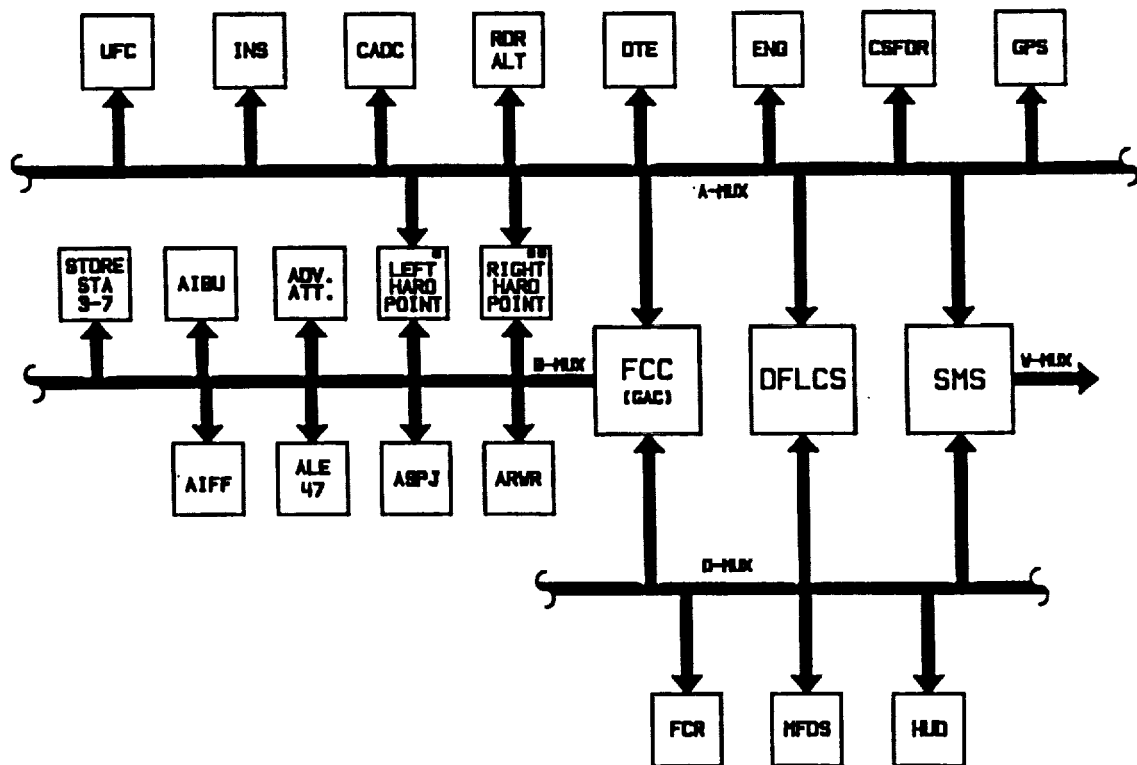 UFC
INS
CADC
RDR
ALT
DTE
ENG
CSFDR
GPS
A-MUX
STORE
STA
3-7
AIBU
ADV.
ATT.
*
LEFT
HARD
POINT
**
RIGHT
HARD
POINT
B-MUX
FCC
(GAC)
DFLCS
SMS
W-MUX
AIFF
ALE
47
ASPJ
ARWR
D-MUX
FCR
MFDS
HUD